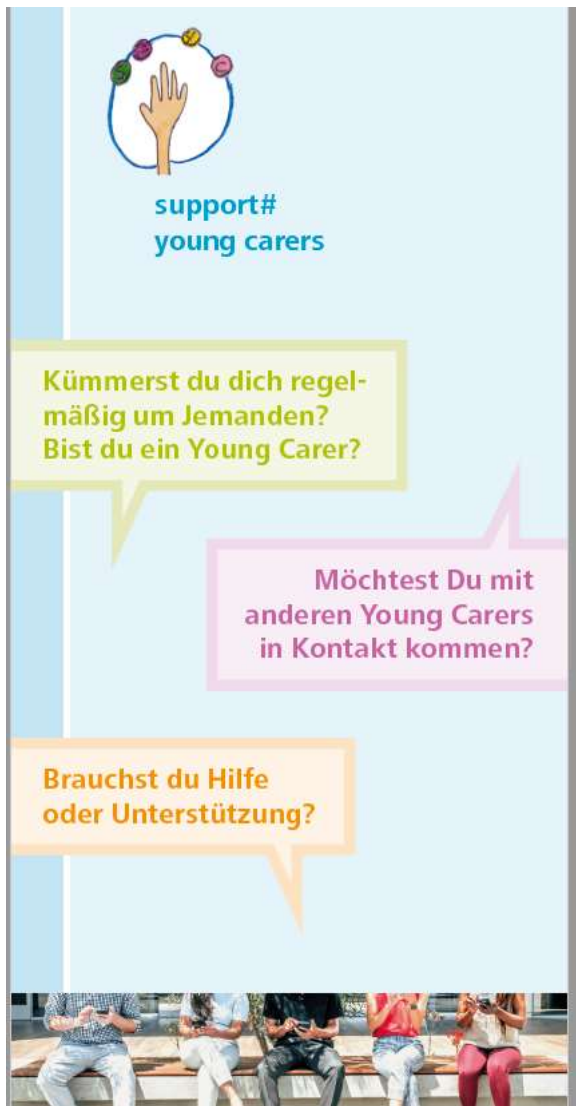 support#
young carers
Kümmerst du dich regel-
mäßig um Jemanden?
Bist du ein Young Carer?
Möchtest Du mit
anderen Young Carers
in Kontakt kommen?
Brauchst du Hilfe
oder Unterstützung?